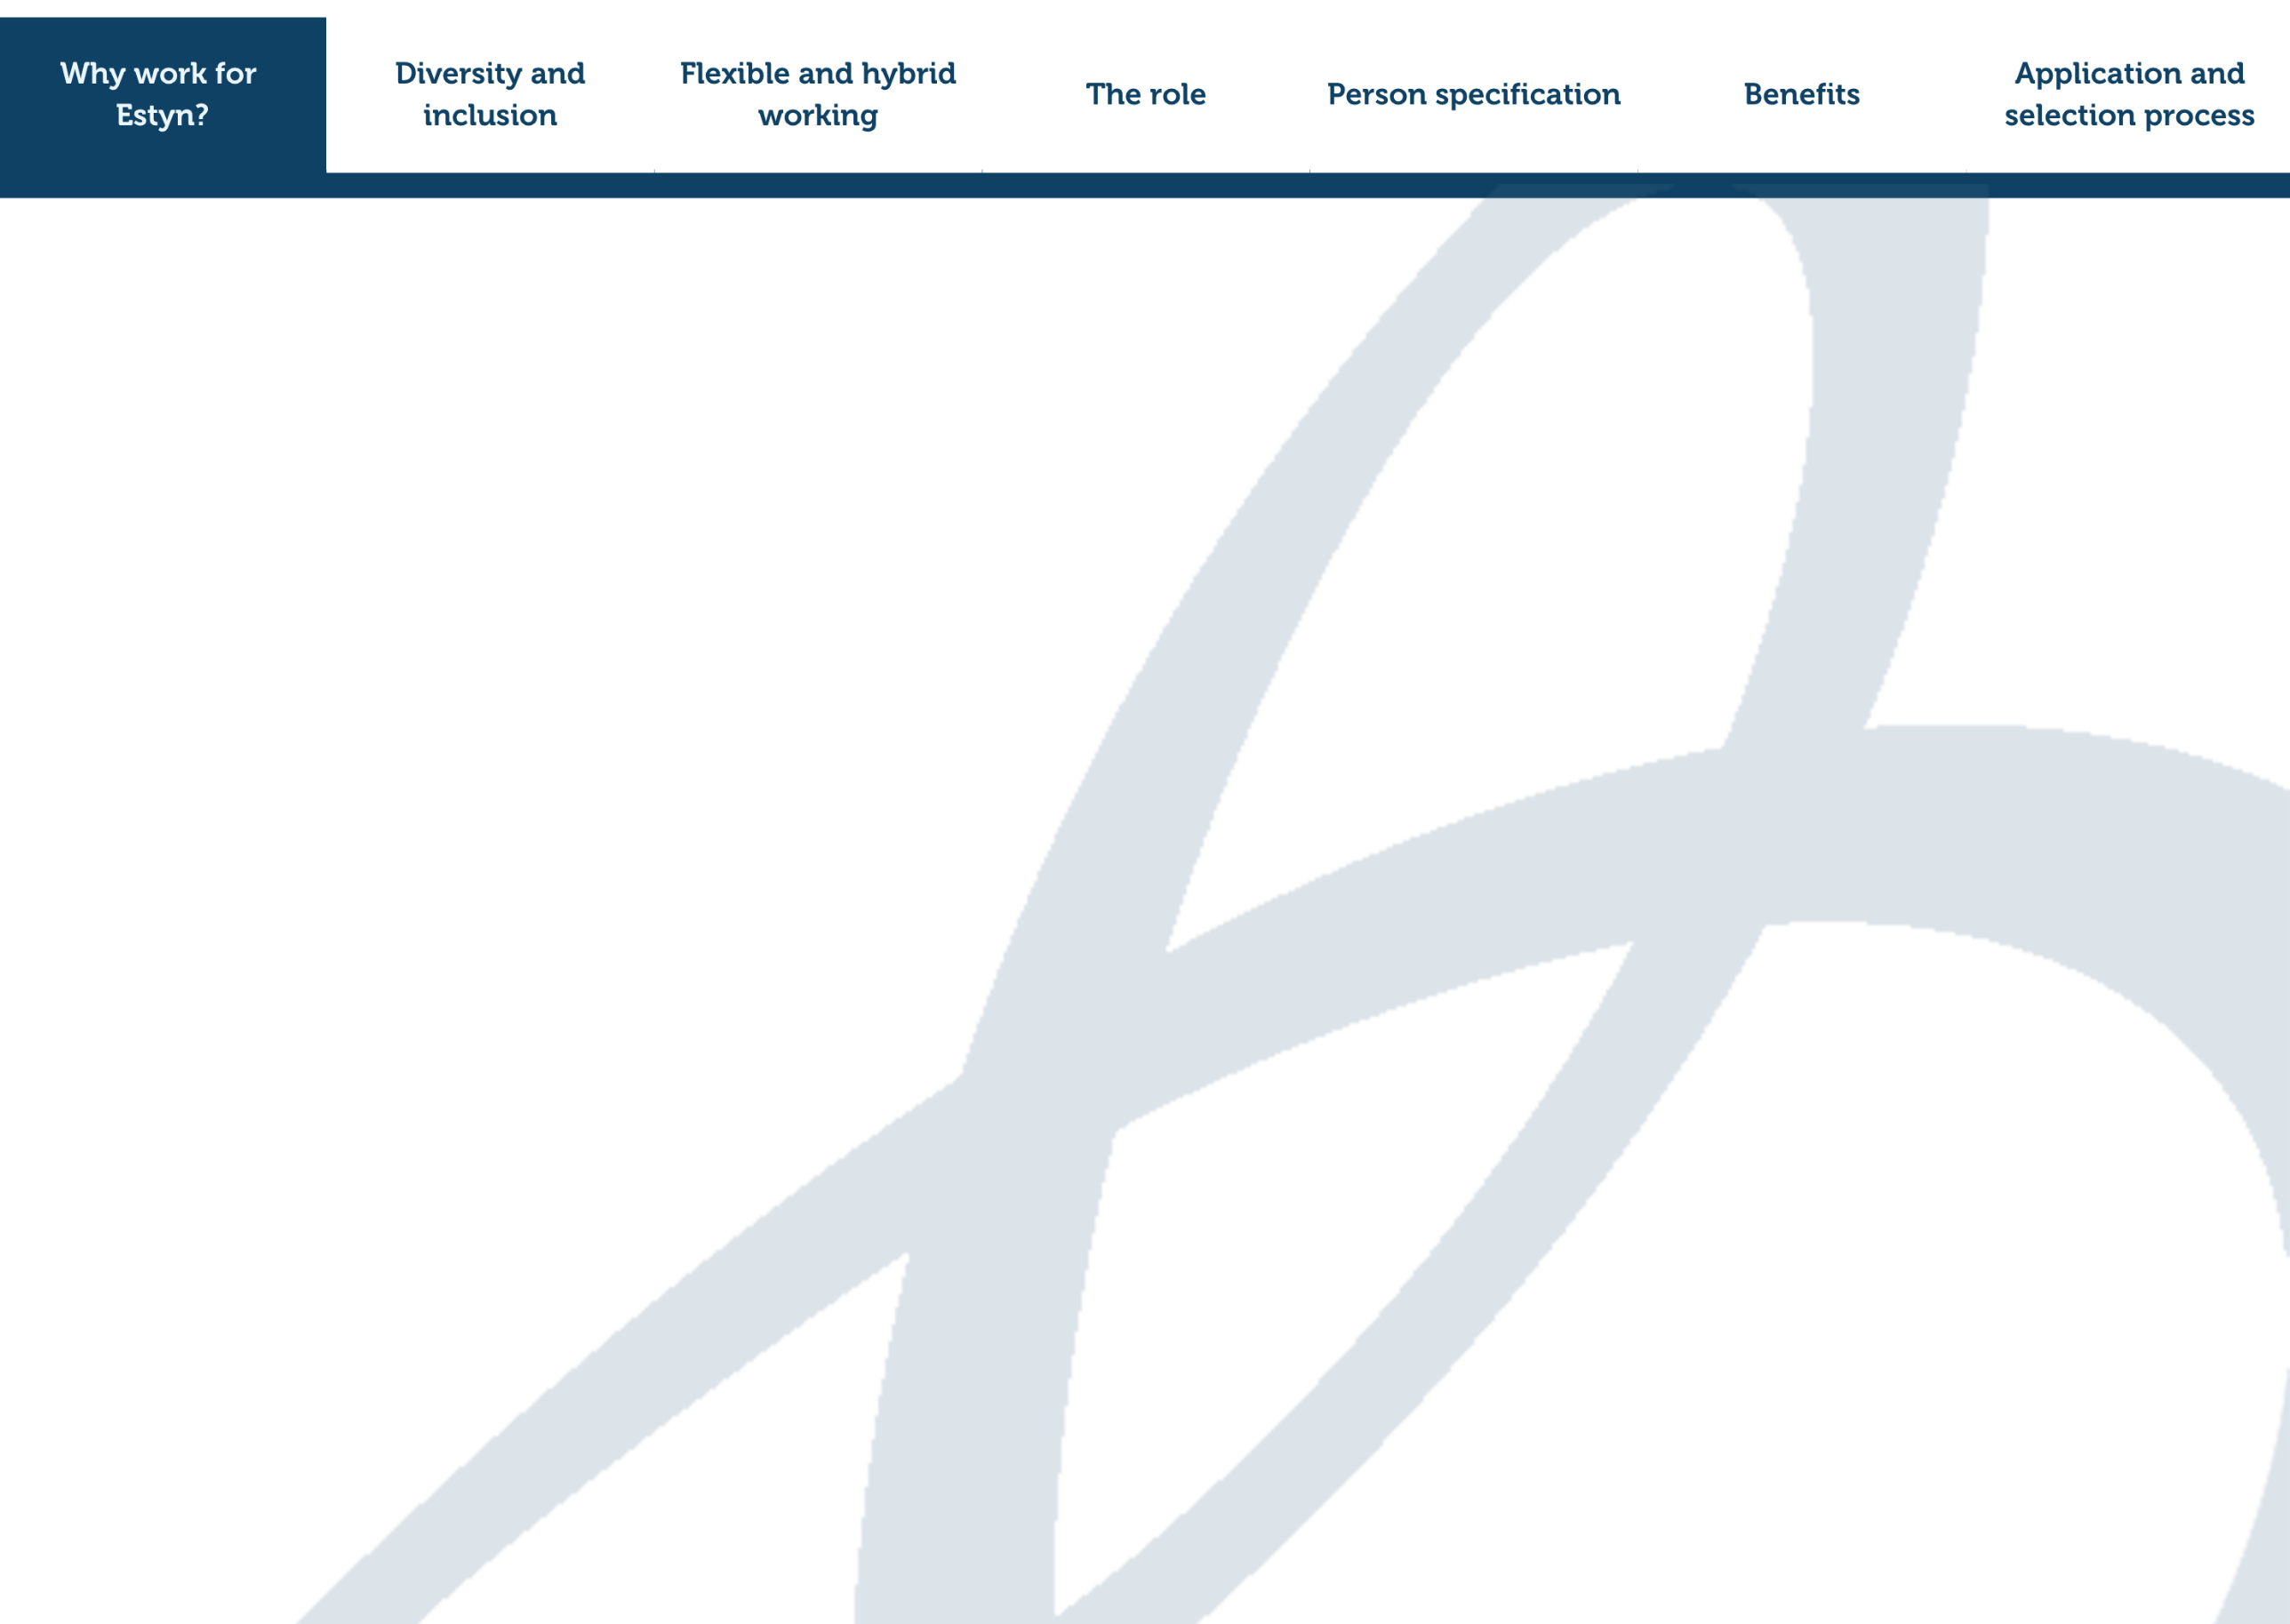 Why work for
Estyn?
Diversity and
inclusion
Flexible and hybrid
working
The role
Person specification
Benefits
Application and
selection process